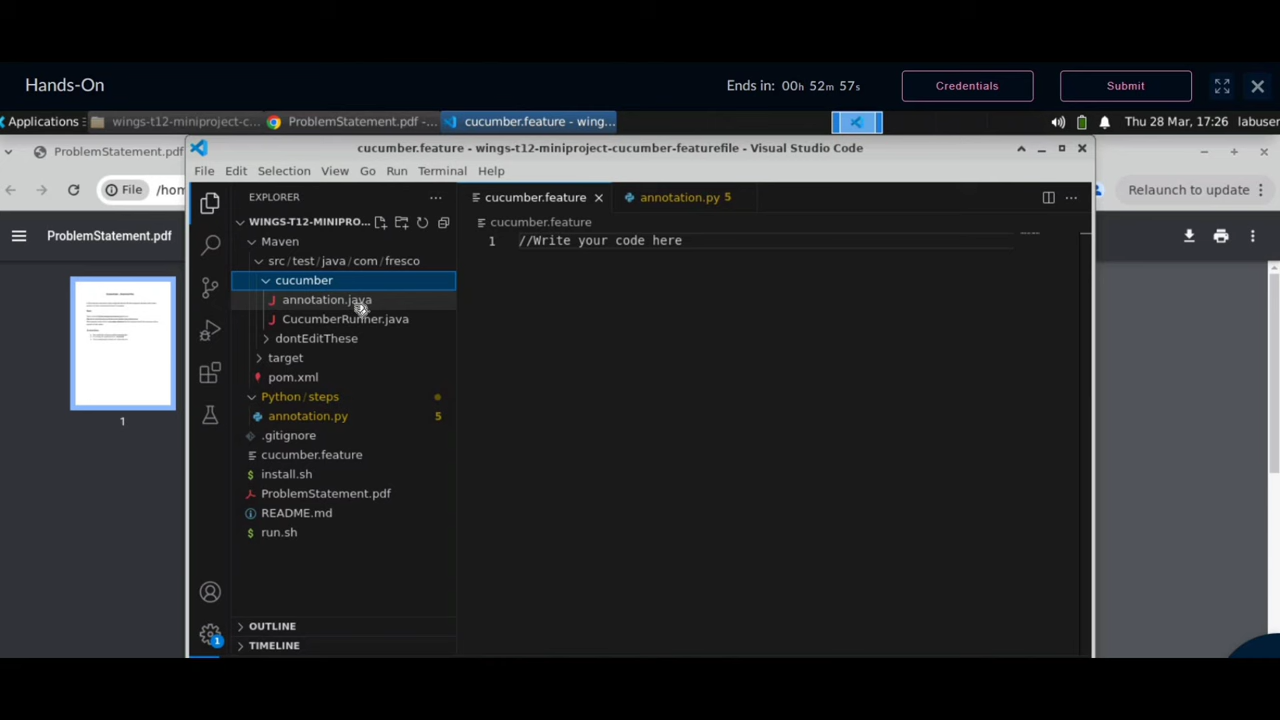 Hands-On
Ends in: 00h 52m 57s
Credentials
Submit
Applications
wings-t12-miniproject-c...
ProblemStatement.pdf -...
cucumber.feature - wing...
Thu 28 Mar, 17:26
labuser
ProblemStatement.pdf
cucumber.feature - wings-t12-miniproject-cucumber-featurefile - Visual Studio Code
File
/hom
Relaunch to update
File Edit Selection View Go Run Terminal Help
ProblemStatement.pdf
1
EXPLORER
WINGS-T12-MINIPRO...
Maven
src/test/java/com/fresco
cucumber
annotation.java
CucumberRunner.java
dontEditThese
target
pom.xml
Python/steps
annotation.py 5
.gitignore
cucumber.feature
install.sh
ProblemStatement.pdf
README.md
run.sh
OUTLINE
TIMELINE
1
cucumber.feature
annotation.py 5
cucumber.feature
1 //Write your code here